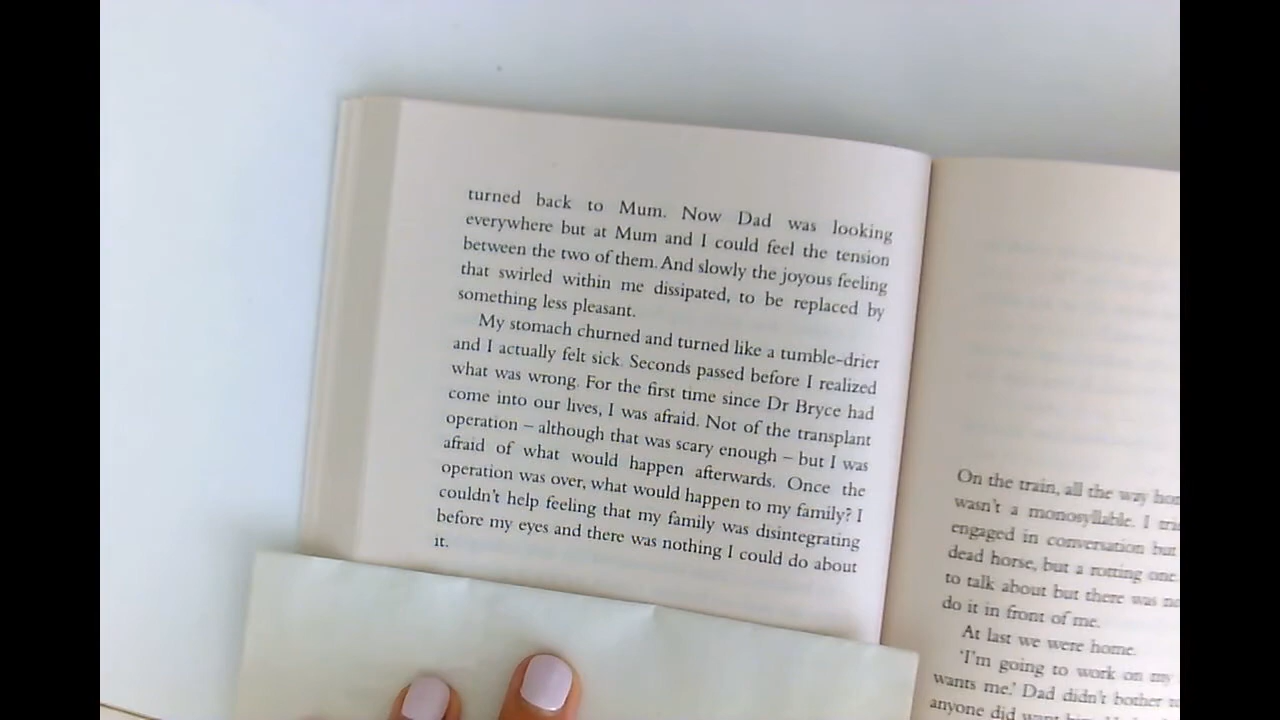 turned back to Mum. Now Dad was looking
everywhere but at Mum and I could feel the tension
between the two of them. And slowly the joyous feeling
that swirled within me dissipated, to be replaced by
something less pleasant.
My stomach churned and turned like a tumble-drier
and I actually felt sick. Seconds passed before I realized
what was wrong. For the first time since Dr Bryce had
come into our lives, I was afraid. Not of the transplant
operation – although that was scary enough – but I was
afraid of what would happen afterwards. Once the
operation was over, what would happen to my family? I
couldn't help feeling that my family was disintegrating
before my eyes and there was nothing I could do about
it.
On the train, all the way
wasn't a monosyllable. I
engaged in conversation but
dead horse, but a rotting one
to talk about but there was
do it in front of me.
At last we were home.
'I'm going to work on my
wants me.' Dad didn't bother
anyone did want